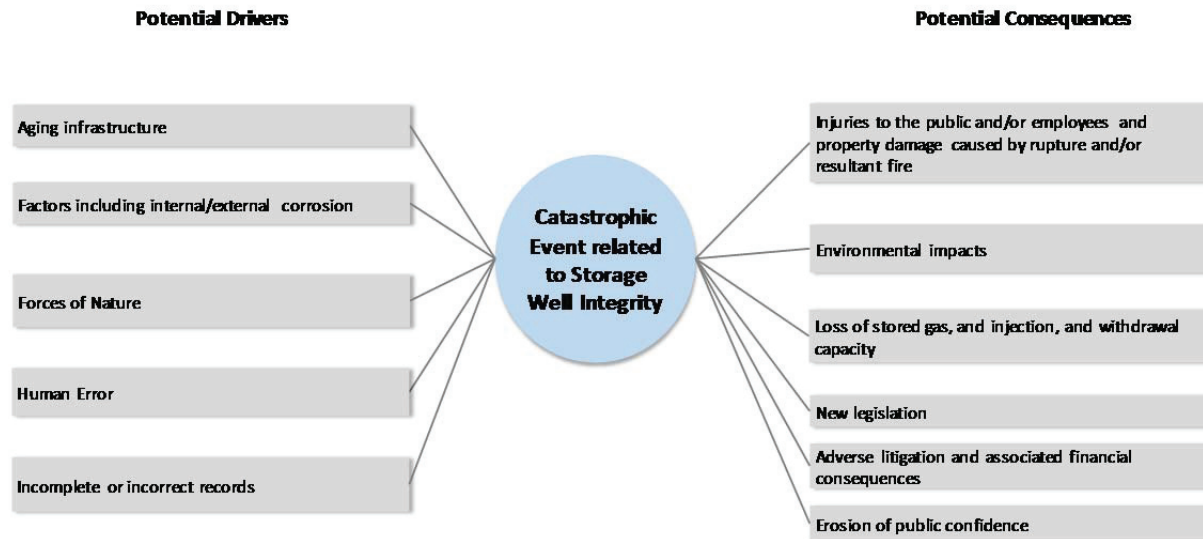 Potential Drivers
Potential Consequences
Aging infrastructure
Factors including internal/external corrosion
Forces of Nature
Human Error
Incomplete or incorrect records
Catastrophic
Event related
to Storage
Well Integrity
Injuries to the public and/or employees and
property damage caused by rupture and/or
resultant fire
Environmental impacts
Loss of stored gas, and injection, and withdrawal
capacity
New legislation
Adverse litigation and associated financial
consequences
Erosion of public confidence